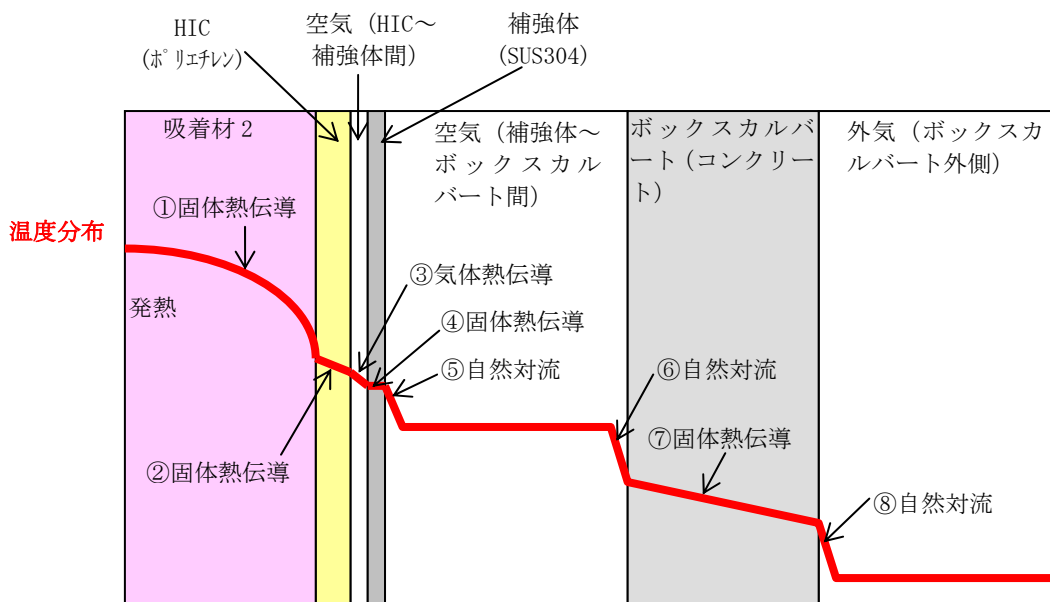 HIC
(ﾎﾟﾘｴﾁﾚﾝ)
空気（HIC～
補強体間）
補強体
(SUS304)
吸着材２
空気（補強体～
ボックスカル
バート間）
ボックスカルバ
ート（コンクリー
ト）
外気（ボックスカ
ルバート外側）
温度分布
①固体熱伝導
発熱
③気体熱伝導
④固体熱伝導
⑤自然対流
⑥自然対流
②固体熱伝導
⑦固体熱伝導
⑧自然対流